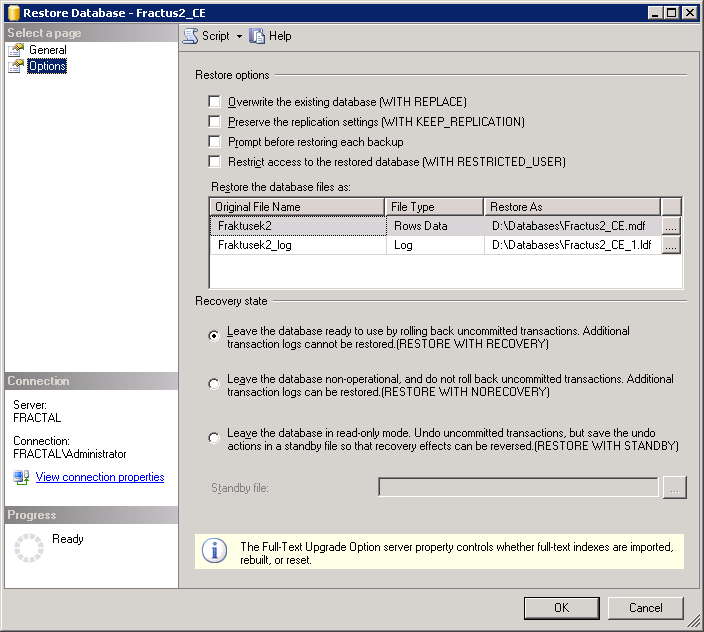 Restore Database - Fractus2_CE
Select a page
General
Options
Script
Help
Restore options
Overwrite the existing database (WITH REPLACE)
Preserve the replication settings (WITH KEEP_REPLICATION)
Prompt before restoring each backup
Restrict access to the restored database (WITH RESTRICTED_USER)
Restore the database files as:
Original File Name File Type Restore As
Fraktusek2 Rows Data D:\Databases\Fractus2_CE.mdf ...
Fraktusek2_log Log D:\Databases\Fractus2_CE_1.ldf ...
Recovery state
Leave the database ready to use by rolling back uncommitted transactions. Additional
transaction logs cannot be restored.(RESTORE WITH RECOVERY)
Leave the database non-operational, and do not roll back uncommitted transactions. Additional
transaction logs can be restored.(RESTORE WITH NORECOVERY)
Leave the database in read-only mode. Undo uncommitted transactions, but save the undo
actions in a standby file so that recovery effects can be reversed.(RESTORE WITH STANDBY)
Standby file:
...
The Full-Text Upgrade Option server property controls whether full-text indexes are imported,
rebuilt, or reset.
Connection
Server:
FRACTAL
Connection:
FRACTAL\Administrator
View connection properties
Progress
Ready
OK
Cancel